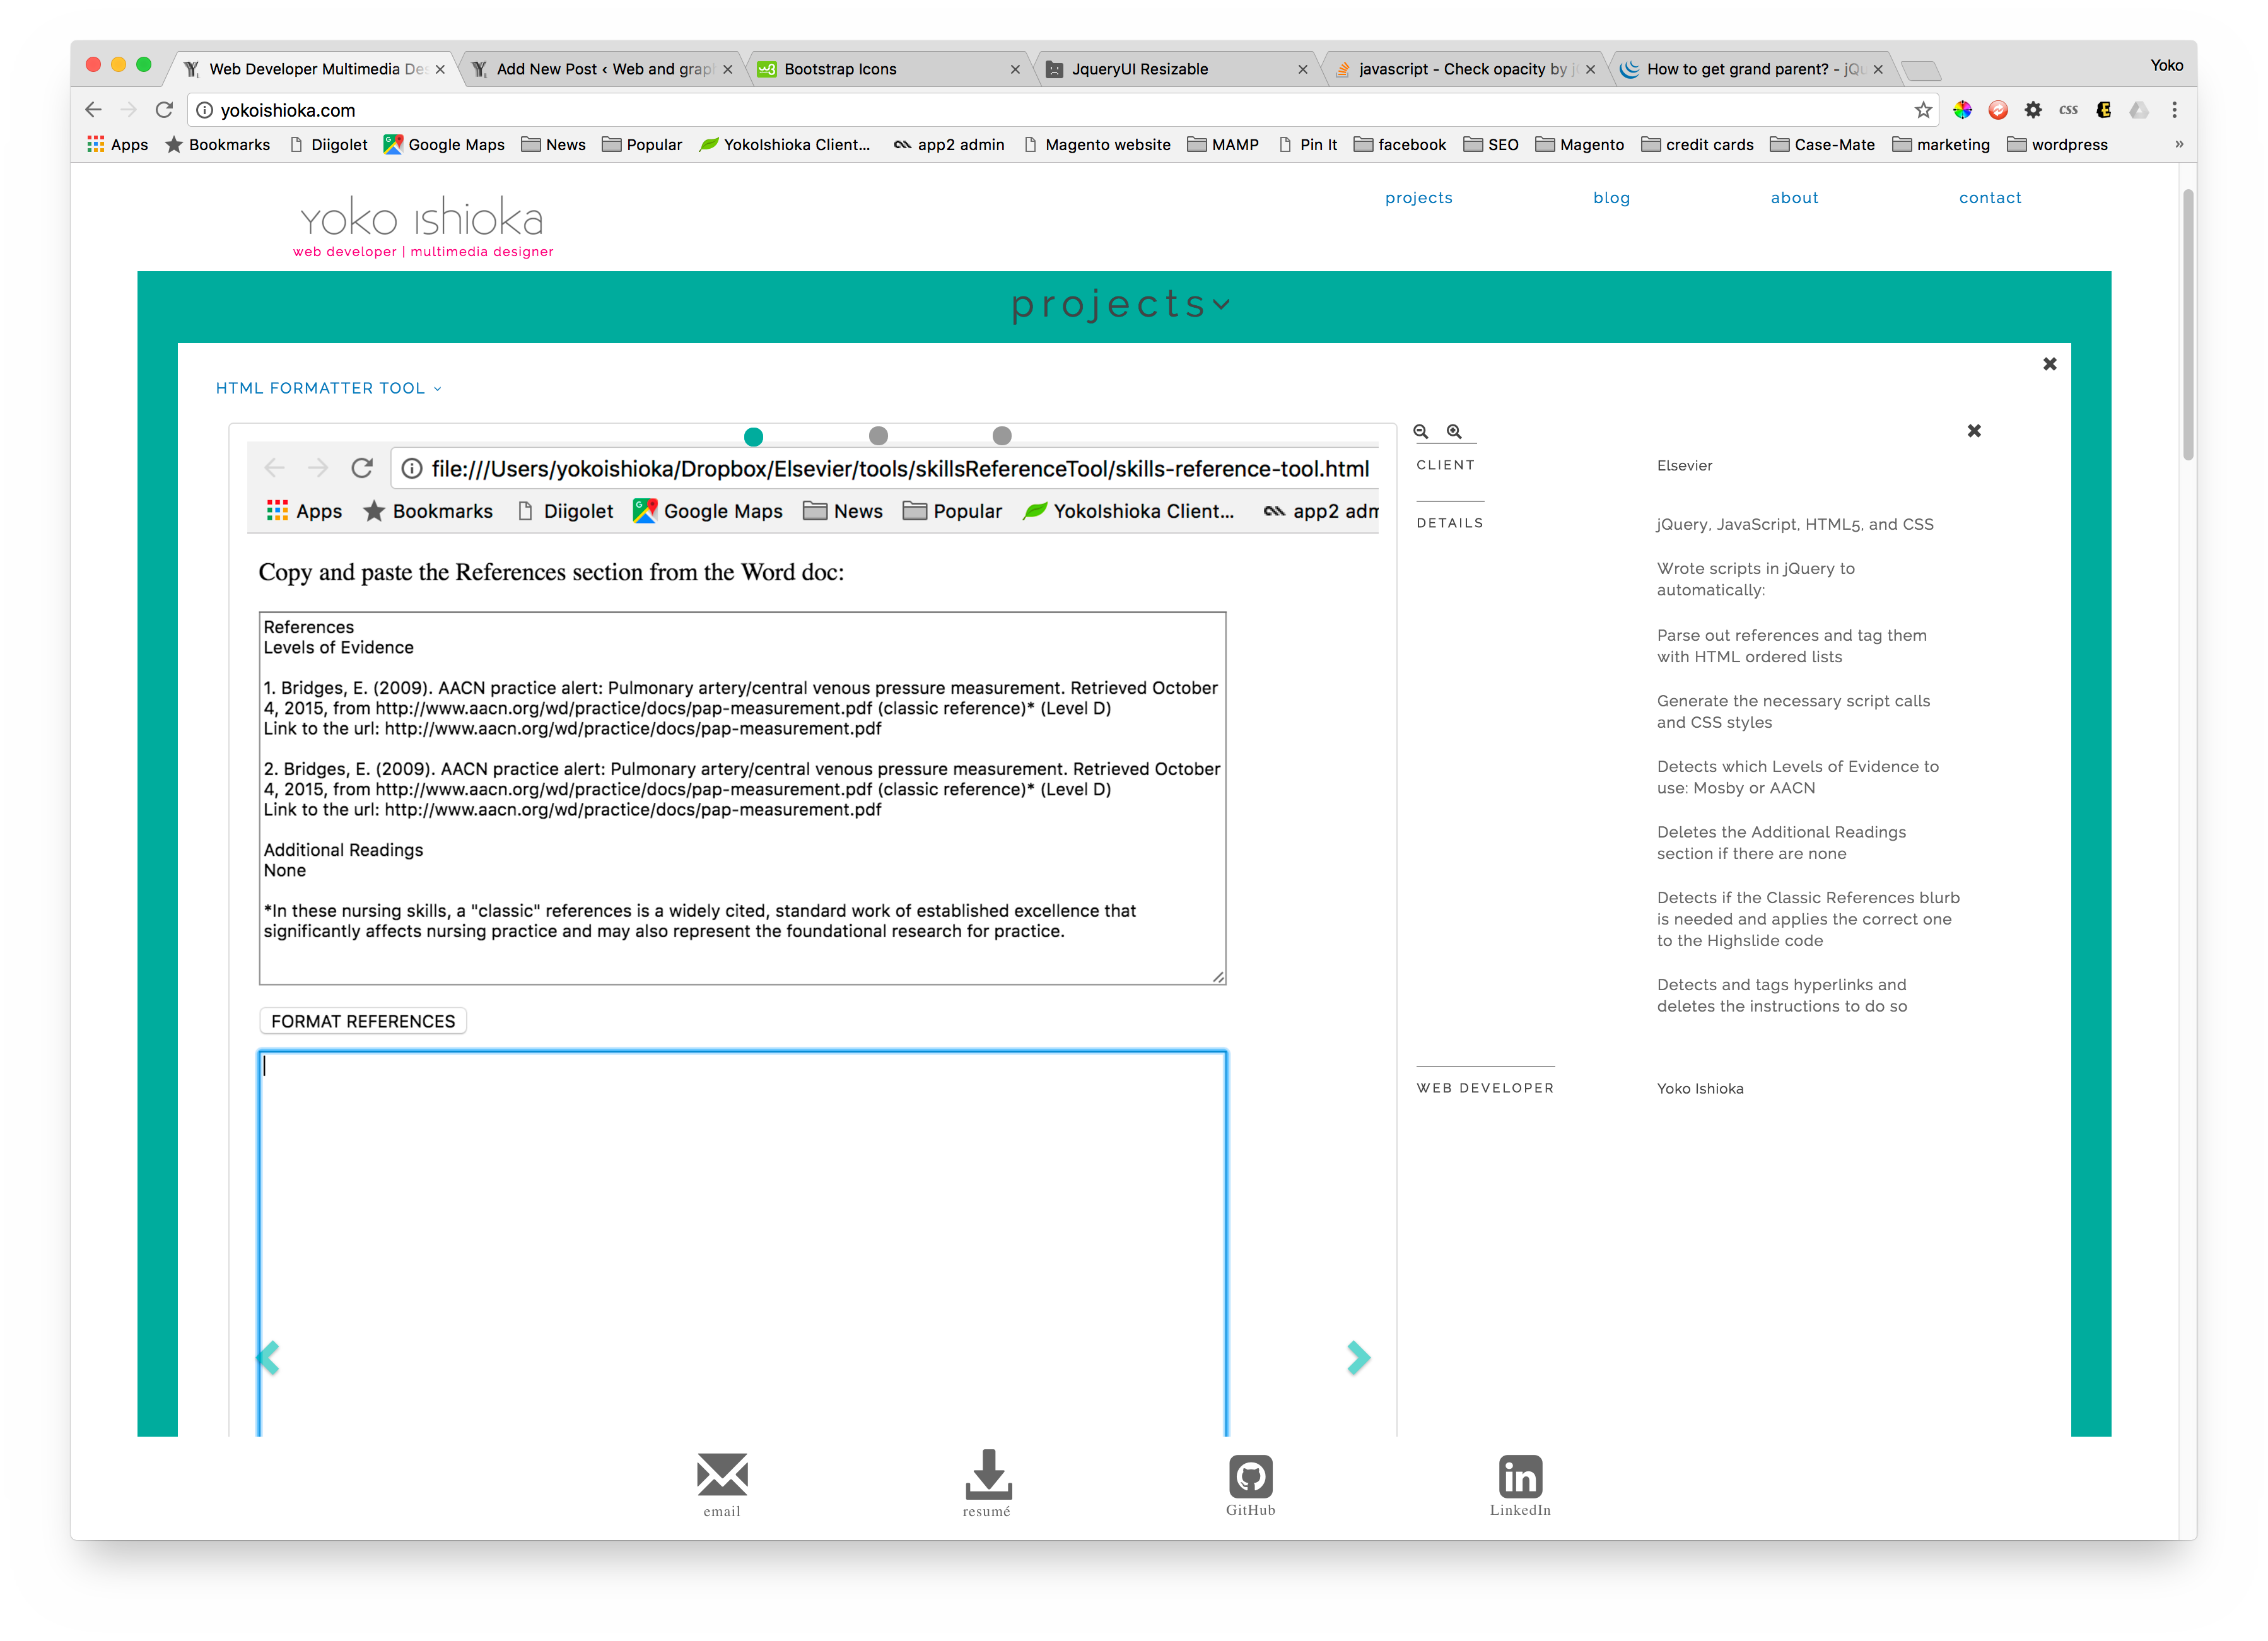 Web Developer Multimedia Des
Add New Post ‹ Web and grap
Bootstrap Icons
JqueryUI Resizable
javascript - Check opacity by j
How to get grand parent? - jQu
Yoko
yokoishioka.com
css
Apps
Bookmarks
Diigolet
Google Maps
News
Popular
YokoIshioka Client...
app2 admin
Magento website
MAMP
Pin It
facebook
SEO
Magento
credit cards
Case-Mate
marketing
wordpress
»
yoko ishioka
web developer | multimedia designer
projects
blog
about
contact
projects
HTML FORMATTER TOOL
file:///Users/yokoishioka/Dropbox/Elsevier/tools/skillsReferenceTool/skills-reference-tool.html
Apps
Bookmarks
Diigolet
Google Maps
News
Popular
YokoIshioka Client...
app2 adm
Copy and paste the References section from the Word doc:
References
Levels of Evidence
1. Bridges, E. (2009). AACN practice alert: Pulmonary artery/central venous pressure measurement. Retrieved October
4, 2015, from http://www.aacn.org/wd/practice/docs/pap-measurement.pdf (classic reference)* (Level D)
Link to the url: http://www.aacn.org/wd/practice/docs/pap-measurement.pdf
2. Bridges, E. (2009). AACN practice alert: Pulmonary artery/central venous pressure measurement. Retrieved October
4, 2015, from http://www.aacn.org/wd/practice/docs/pap-measurement.pdf (classic reference)* (Level D)
Link to the url: http://www.aacn.org/wd/practice/docs/pap-measurement.pdf
Additional Readings
None
*In these nursing skills, a "classic" references is a widely cited, standard work of established excellence that
significantly affects nursing practice and may also represent the foundational research for practice.
FORMAT REFERENCES
CLIENT
Elsevier
DETAILS
jQuery, JavaScript, HTML5, and CSS
Wrote scripts in jQuery to
automatically:
Parse out references and tag them
with HTML ordered lists
Generate the necessary script calls
and CSS styles
Detects which Levels of Evidence to
use: Mosby or AACN
Deletes the Additional Readings
section if there are none
Detects if the Classic References blurb
is needed and applies the correct one
to the Highslide code
Detects and tags hyperlinks and
deletes the instructions to do so
WEB DEVELOPER
Yoko Ishioka
email
resumé
GitHub
LinkedIn